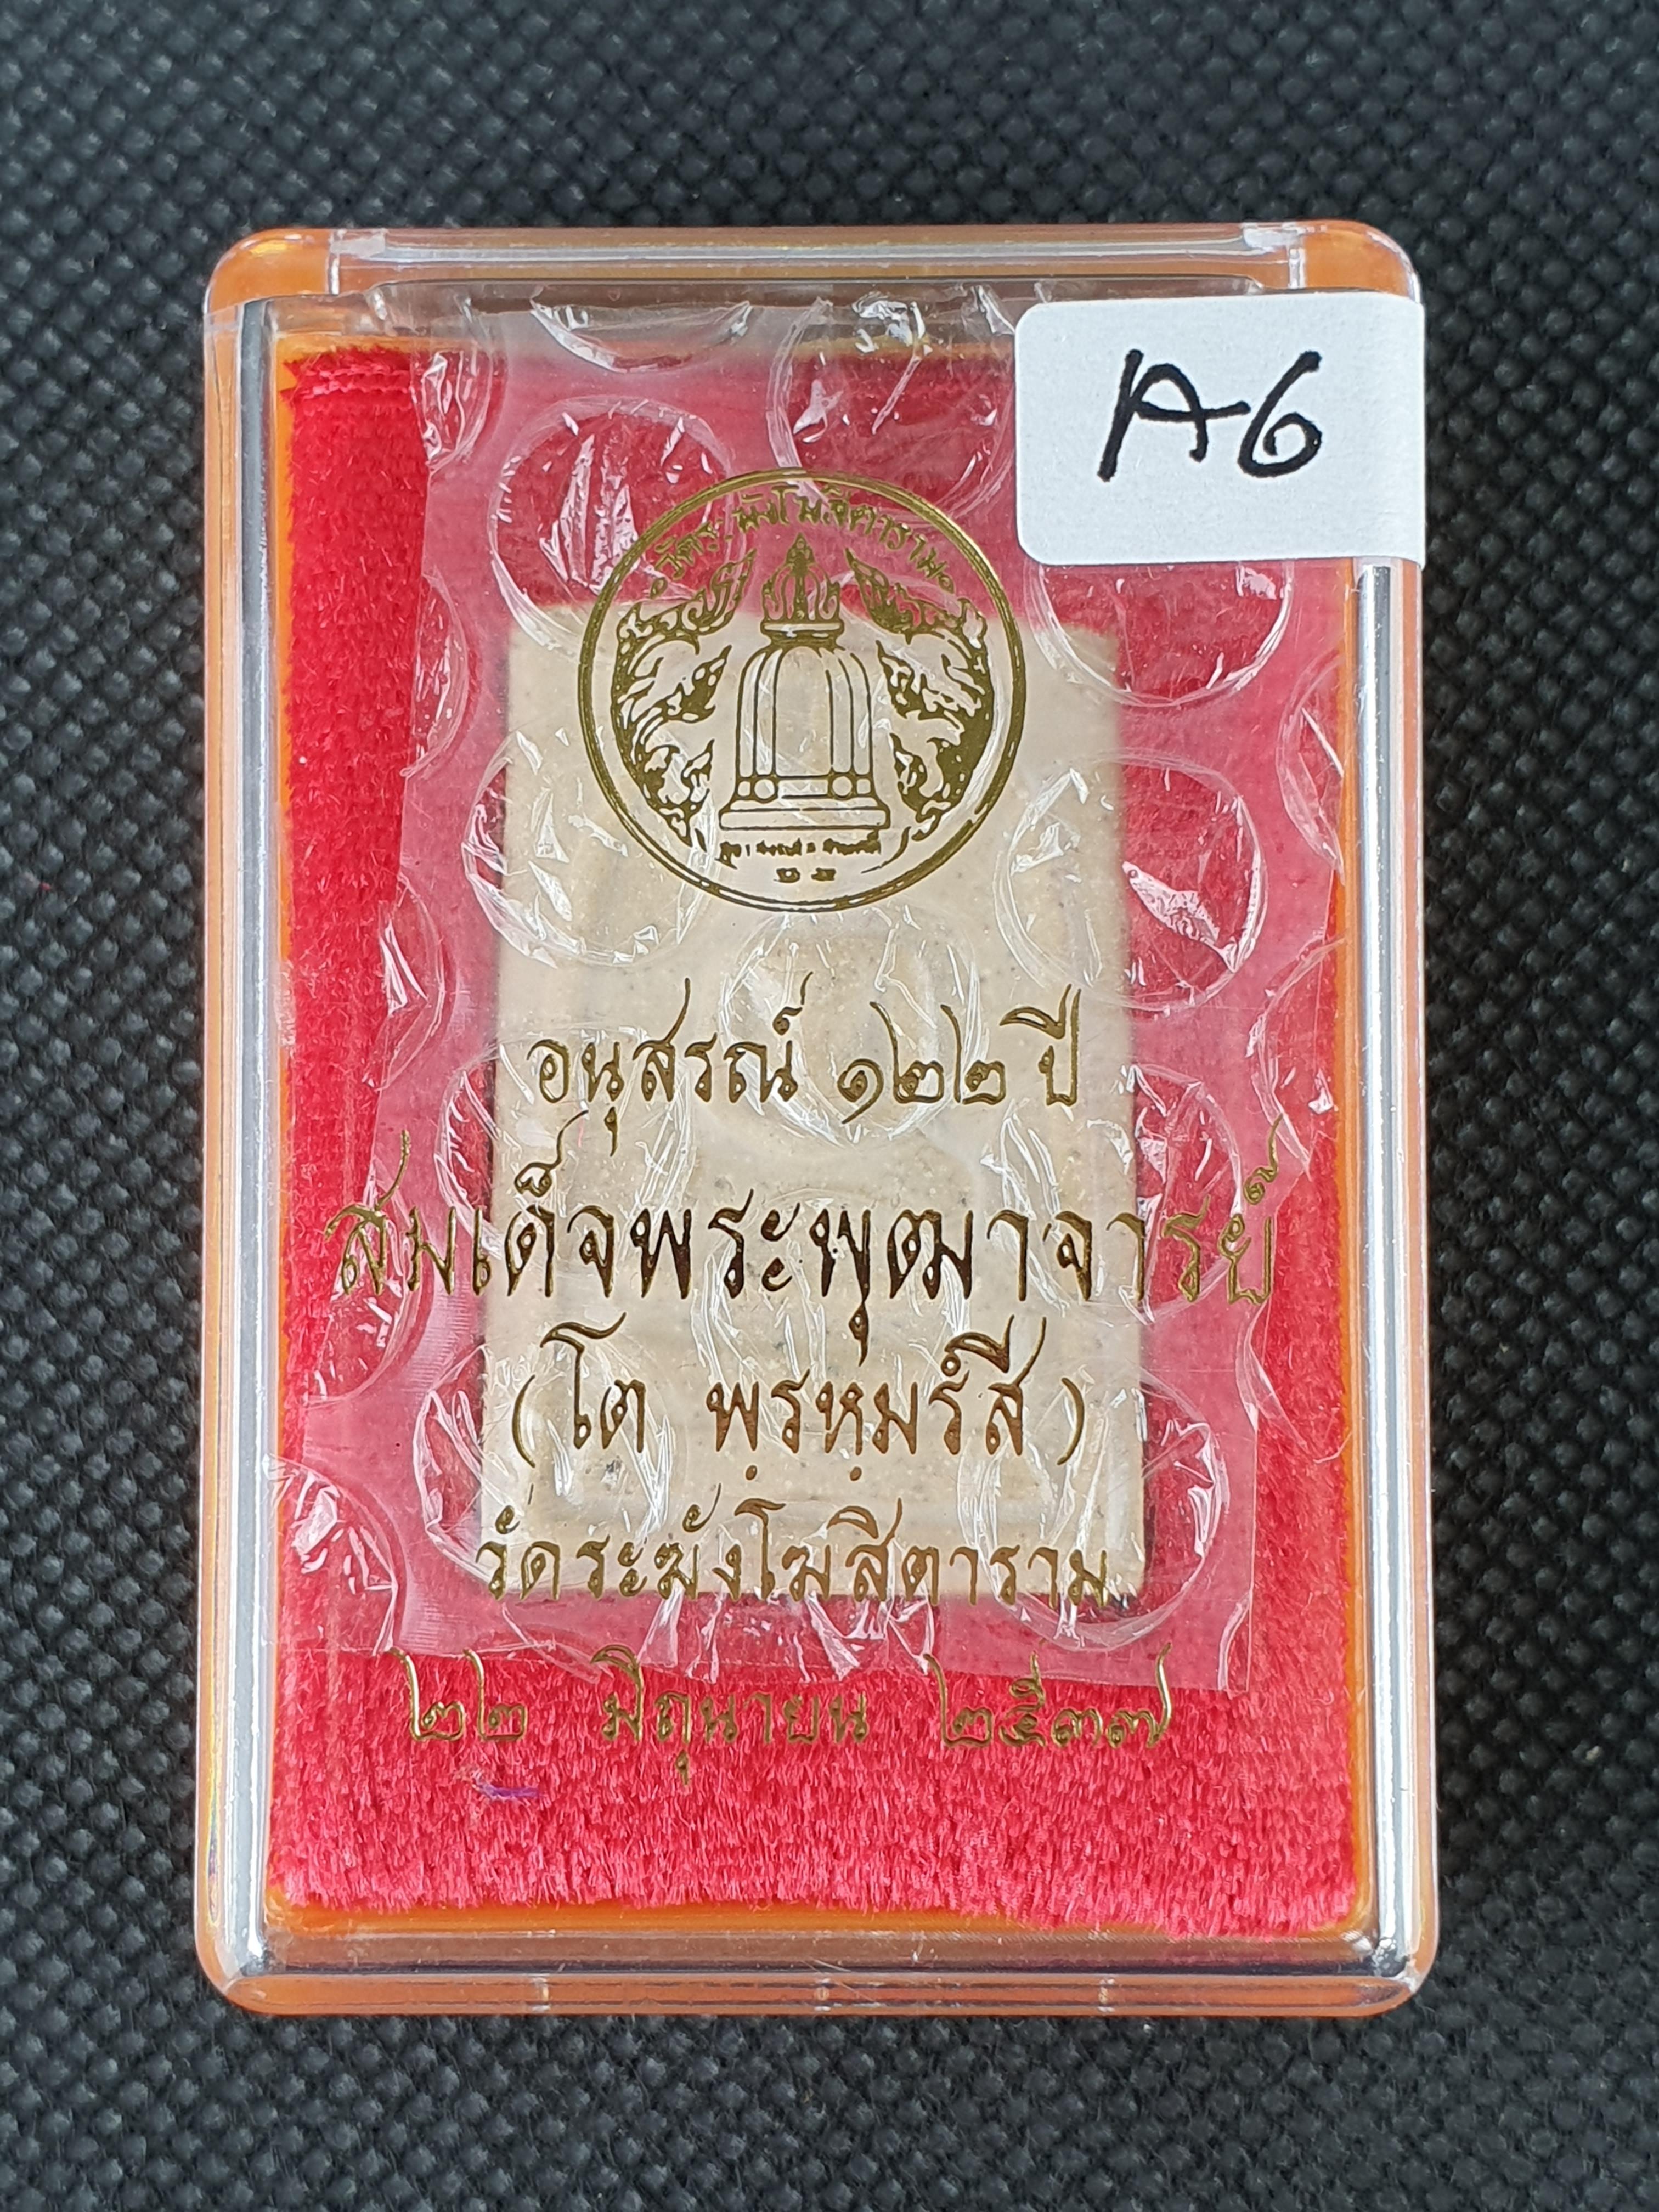 A6
วัดระฆังโฆสิตาราม
อนุสรณ์ ๑๒๒ ปี
สมเด็จพระพุฒาจารย์
(โต พฺรหฺมรํสี)
วัดระฆังโฆสิตาราม
๒๒ มิถุนายน ๒๕๓๗